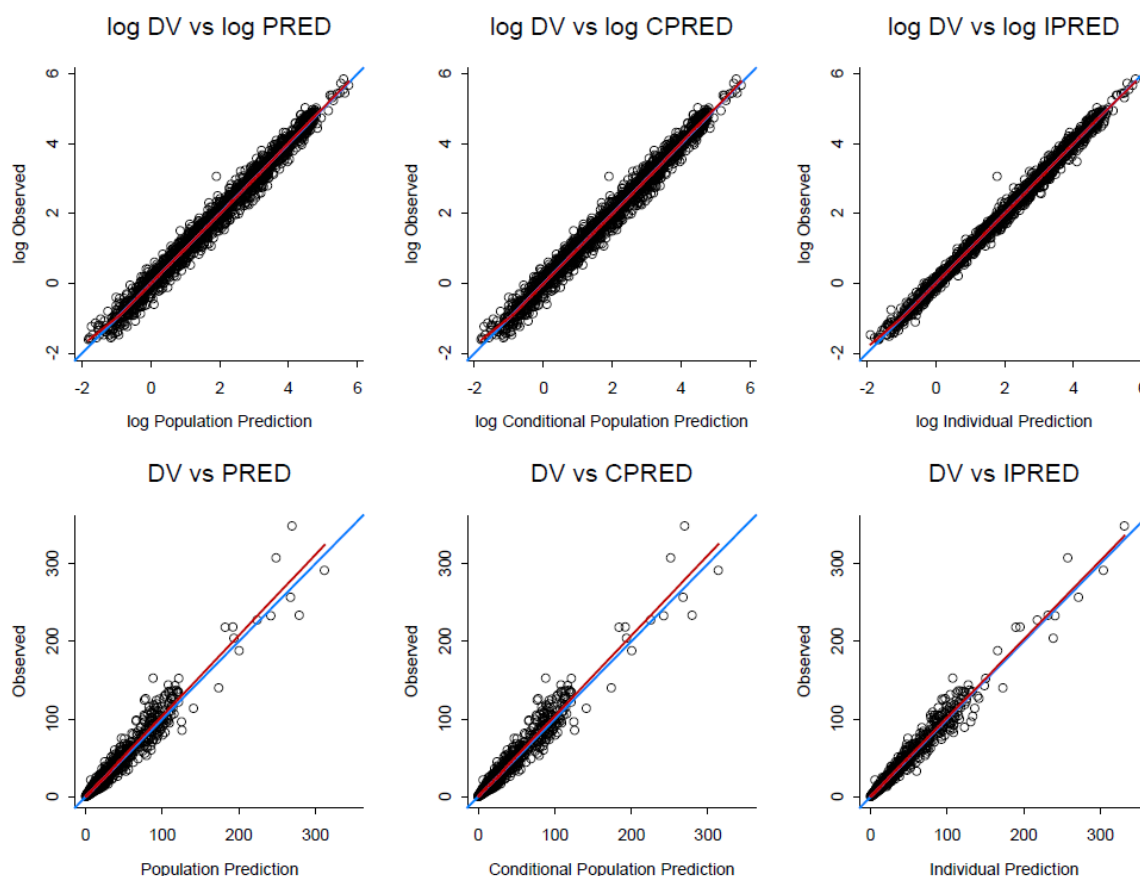 log DV vs log PRED
log DV vs log CPRED
log DV vs log IPRED
log Observed
6
4
2
0
-2
-2 0 2 4 6
log Population Prediction
log Observed
6
4
2
0
-2
-2 0 2 4 6
log Conditional Population Prediction
log Observed
6
4
2
0
-2
-2 0 2 4 6
log Individual Prediction
DV vs PRED
DV vs CPRED
DV vs IPRED
Observed
300
200
100
0
0 100 200 300
Population Prediction
Observed
300
200
100
0
0 100 200 300
Conditional Population Prediction
Observed
300
200
100
0
0 100 200 300
Individual Prediction